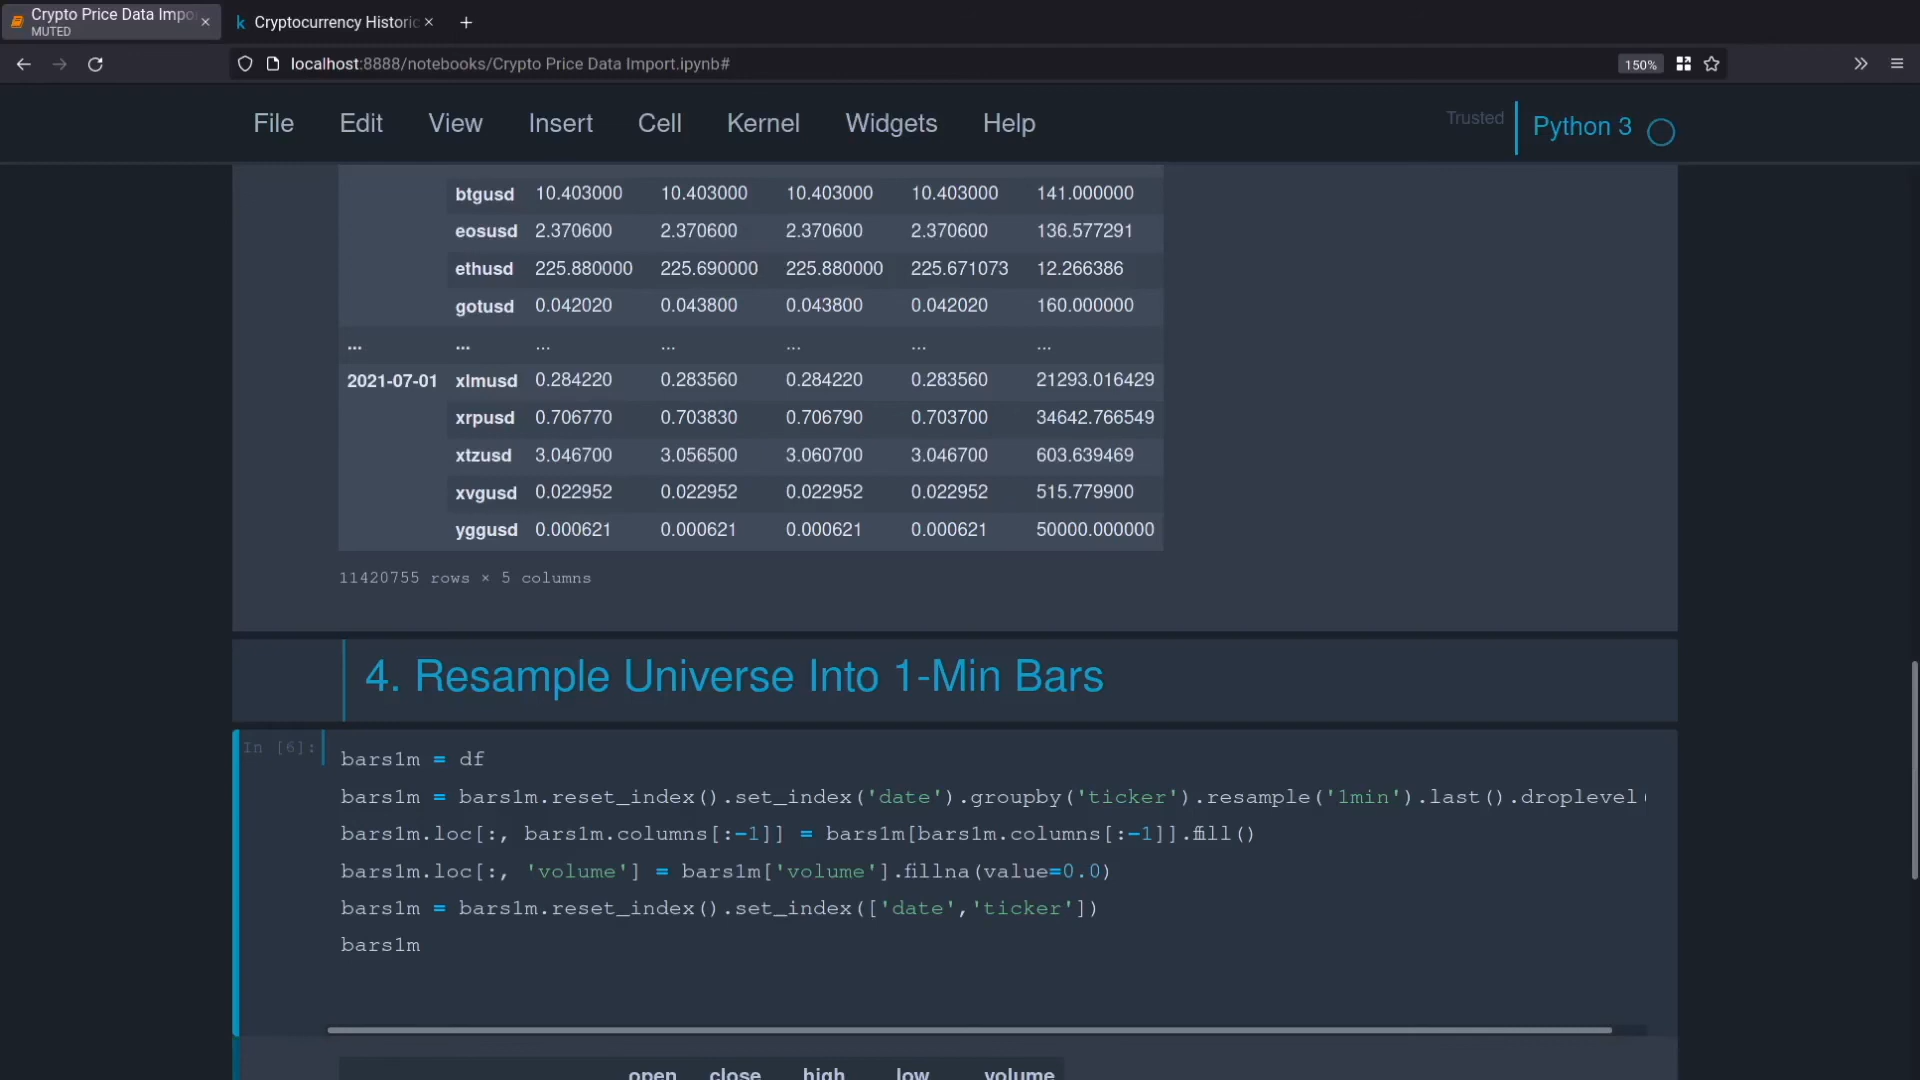 Crypto Price Data Impo
MUTED
Cryptocurrency Historic
localhost:8888/notebooks/Crypto Price Data Import.ipynb#
150%
File Edit View Insert Cell Kernel Widgets Help
Trusted
Python 3
btgusd 10.403000 10.403000 10.403000 10.403000 141.000000
eosusd 2.370600 2.370600 2.370600 2.370600 136.577291
ethusd 225.880000 225.690000 225.880000 225.671073 12.266386
gotusd 0.042020 0.043800 0.043800 0.042020 160.000000
... ... ... ... ... ... ...
2021-07-01 xlmusd 0.284220 0.283560 0.284220 0.283560 21293.016429
xrpusd 0.706770 0.703830 0.706790 0.703700 34642.766549
xtzusd 3.046700 3.056500 3.060700 3.046700 603.639469
xvgusd 0.022952 0.022952 0.022952 0.022952 515.779900
yggusd 0.000621 0.000621 0.000621 0.000621 50000.000000
11420755 rows × 5 columns
4. Resample Universe Into 1-Min Bars
In [6]:
bars1m = df
bars1m = bars1m.reset_index().set_index('date').groupby('ticker').resample('1min').last().droplevel(
bars1m.loc[:, bars1m.columns[:-1]] = bars1m[bars1m.columns[:-1]].ffill()
bars1m.loc[:, 'volume'] = bars1m['volume'].fillna(value=0.0)
bars1m = bars1m.reset_index().set_index(['date','ticker'])
bars1m
open close high low volume